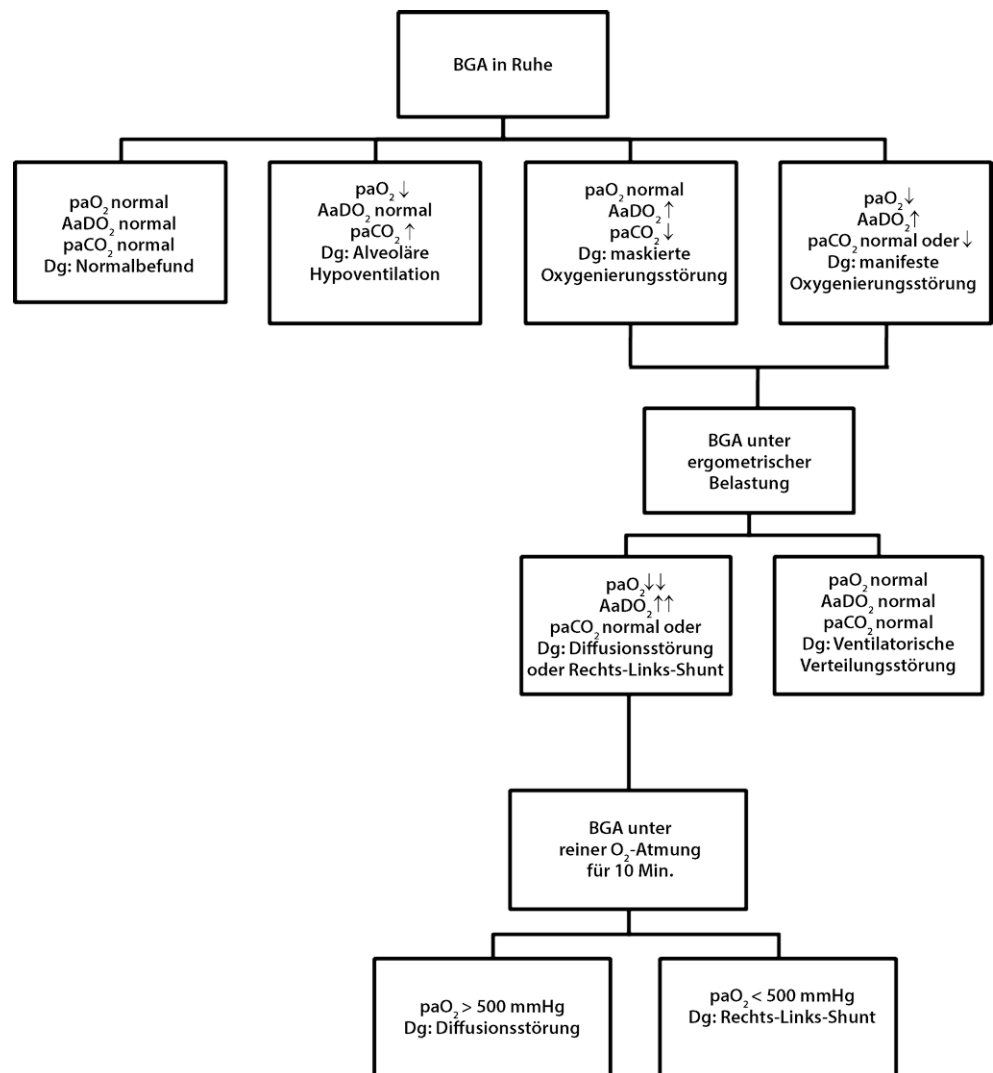 BGA in Ruhe
paO₂ normal
AaDO₂ normal
paCO₂ normal
Dg: Normalbefund
paO₂ ↓
AaDO₂ normal
paCO₂ ↑
Dg: Alveoläre
Hypoventilation
paO₂ normal
AaDO₂ ↑
paCO₂ ↓
Dg: maskierte
Oxygenierungsstörung
paO₂ ↓
AaDO₂ ↑
paCO₂ normal oder ↓
Dg: manifeste
Oxygenierungsstörung
BGA unter
ergometrischer
Belastung
paO₂ ↓↓
AaDO₂ ↑↑
paCO₂ normal oder
Dg: Diffusionsstörung
oder Rechts-Links-Shunt
paO₂ normal
AaDO₂ normal
paCO₂ normal
Dg: Ventilatorische
Verteilungsstörung
BGA unter
reiner O₂-Atmung
für 10 Min.
paO₂ > 500 mmHg
Dg: Diffusionsstörung
paO₂ < 500 mmHg
Dg: Rechts-Links-Shunt